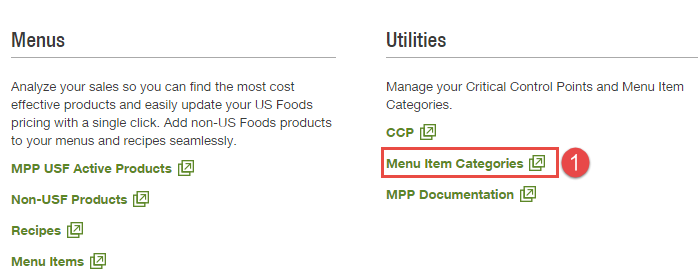 Menus
Analyze your sales so you can find the most cost
effective products and easily update your US Foods
pricing with a single click. Add non-US Foods products
to your menus and recipes seamlessly.
MPP USF Active Products
Non-USF Products
Recipes
Menu Items
Utilities
Manage your Critical Control Points and Menu Item
Categories.
CCP
Menu Item Categories
1
MPP Documentation